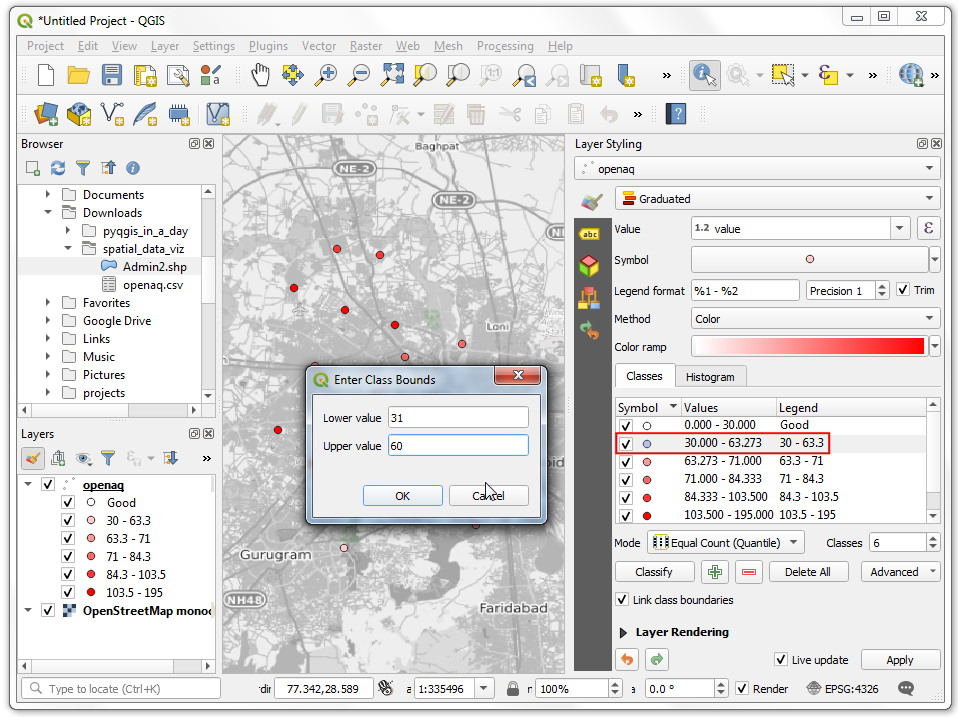 *Untitled Project - QGIS
Project Edit View Layer Settings Plugins Vector Raster Web Mesh Processing Help
Browser
Documents
Downloads
pyqgis_in_a_day
spatial_data_viz
Admin2.shp
openaq.csv
Favorites
Google Drive
Links
Music
Pictures
projects
Layers
openaq
Good
30 - 63.3
63.3 - 71
71 - 84.3
84.3 - 103.5
103.5 - 195
OpenStreetMap monoc
Baghpat
NE-2
NE-2
Loni
Gurugram
NH48
Faridabad
Enter Class Bounds
Lower value 31
Upper value 60
OK Cancel
Layer Styling
openaq
Graduated
abc
Value 1.2 value ε
Symbol
Legend format %1 - %2 Precision 1 Trim
Method Color
Color ramp
Classes Histogram
Symbol Values Legend
0.000 - 30.000 Good
30.000 - 63.273 30 - 63.3
63.273 - 71.000 63.3 - 71
71.000 - 84.333 71 - 84.3
84.333 - 103.500 84.3 - 103.5
103.500 - 195.000 103.5 - 195
Mode Equal Count (Quantile) Classes 6
Classify Delete All Advanced
Link class boundaries
Layer Rendering
Live update Apply
Type to locate (Ctrl+K) 77.342,28.589 1:335496 100% 0.0 ° Render EPSG:4326